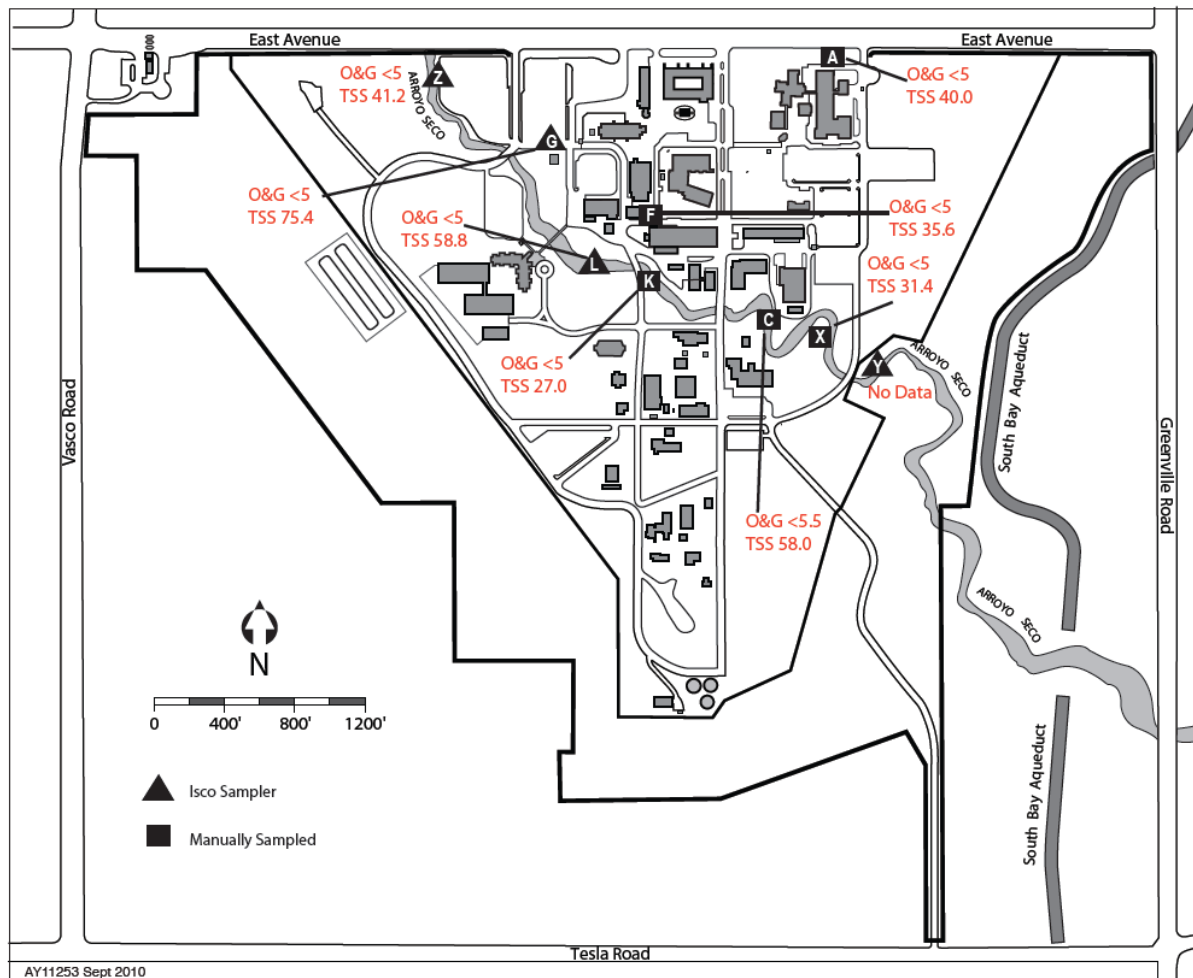 East Avenue
East Avenue
A
O&G <5
TSS 40.0
O&G <5
TSS 41.2
Z
ARROYO SECO
G
O&G <5
TSS 75.4
O&G <5
TSS 58.8
F
O&G <5
TSS 35.6
L
K
O&G <5
TSS 31.4
C
X
O&G <5
TSS 27.0
Y
No Data
ARROYO SECO
South Bay Aqueduct
Vasco Road
Greenville Road
O&G <5.5
TSS 58.0
ARROYO SECO
N
0 400' 800' 1200'
Isco Sampler
Manually Sampled
South Bay Aqueduct
Tesla Road
AY11253 Sept 2010